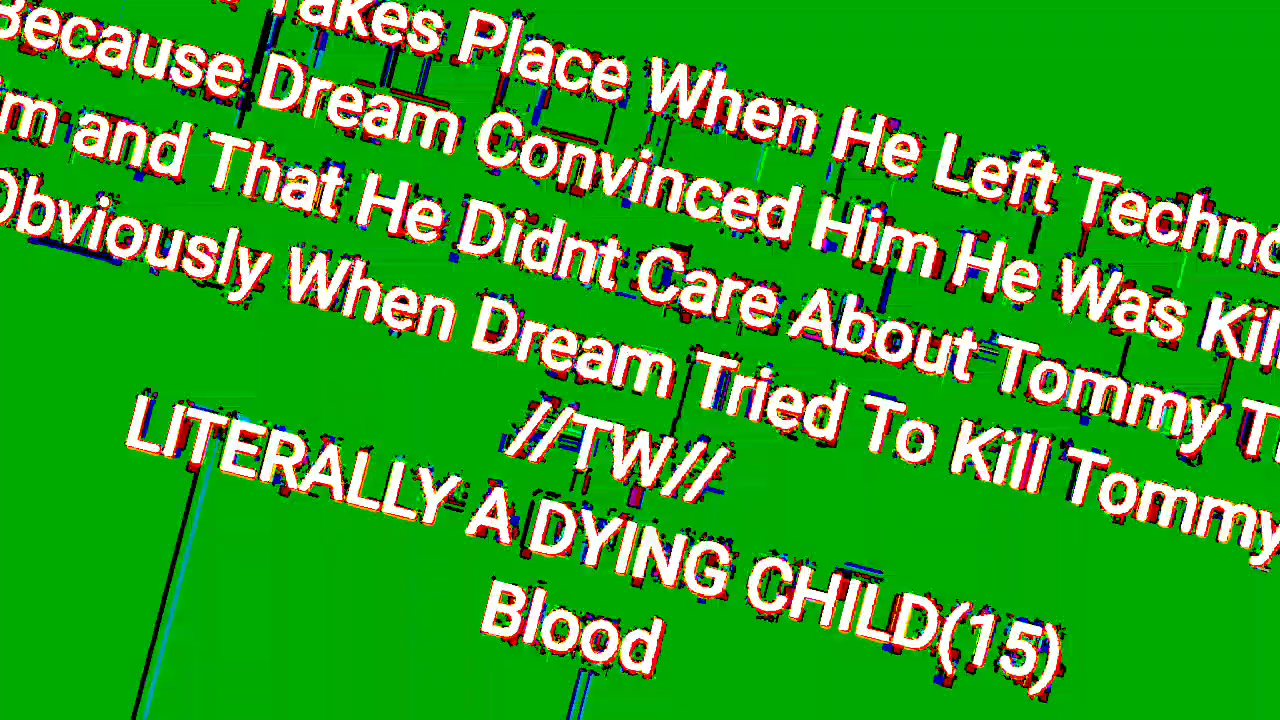 Takes Place When He Left Techno
Because Dream Convinced Him He Was
and That He Didnt Care About Tommy
Obviously When Dream Tried To Kill Tommy
//TW//
LITERALLY A DYING CHILD(15)
Blood